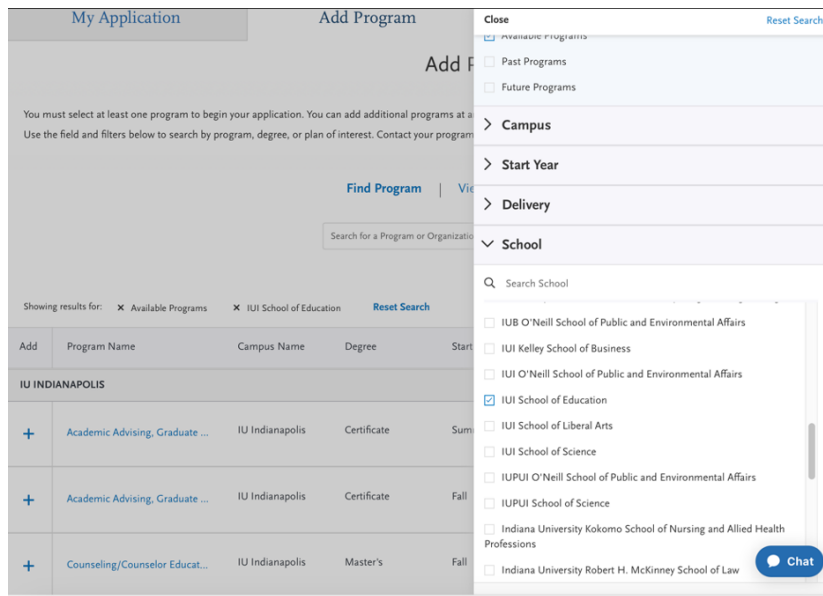 My Application
Add Program
Close
Reset Search
Available Programs
Past Programs
Future Programs
You must select at least one program to begin your application. You can add additional programs at a
Use the field and filters below to search by program, degree, or plan of interest. Contact your program
Campus
Start Year
Find Program |
Delivery
Search for a Program or
School
Search School
Showing results for: × Available Programs × IUI School of Education Reset Search
IUB O'Neill School of Public and Environmental Affairs
Add Program Name Campus Name Degree Start
IUI Kelley School of Business
IUI O'Neill School of Public and Environmental Affairs
IU INDIANAPOLIS
IUI School of Education
IUI School of Liberal Arts
+ Academic Advising, Graduate ... IU Indianapolis Certificate
IUI School of Science
IUPUI O'Neill School of Public and Environmental Affairs
+ Academic Advising, Graduate ... IU Indianapolis Certificate Fall
IUPUI School of Science
Indiana University Kokomo School of Nursing and Allied Health
Professions
+ Counseling/Counselor Educat... IU Indianapolis Master's Fall
Indiana University Robert H. McKinney School of Law
Chat